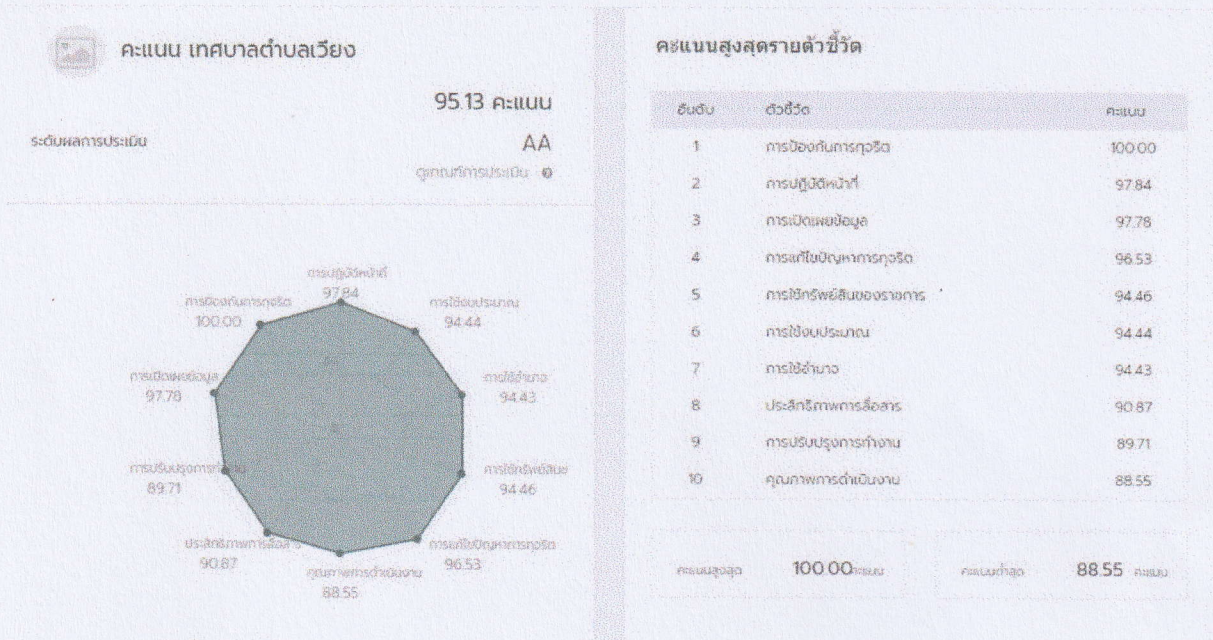 คะแนน เทศบาลตำบลเวียง
95.13 คะแนน
ระดับผลการประเมิน
AA
ดูเกณฑ์การประเมิน
การปฏิบัติหน้าที่
97.84
การป้องกันการทุจริต
100.00
การใช้งบประมาณ
94.44
การเปิดเผยข้อมูล
97.78
การใช้อำนาจ
94.43
การปรับปรุงการทำงาน
89.71
การใช้ทรัพย์สินฯ
94.46
ประสิทธิภาพการสื่อสาร
90.87
การแก้ไขปัญหาการทุจริต
96.53
คุณภาพการดำเนินงาน
88.55
คะแนนสูงสุดรายตัวชี้วัด
อันดับ ตัวชี้วัด คะแนน
1 การป้องกันการทุจริต 100.00
2 การปฏิบัติหน้าที่ 97.84
3 การเปิดเผยข้อมูล 97.78
4 การแก้ไขปัญหาการทุจริต 96.53
5 การใช้ทรัพย์สินของราชการ 94.46
6 การใช้งบประมาณ 94.44
7 การใช้อำนาจ 94.43
8 ประสิทธิภาพการสื่อสาร 90.87
9 การปรับปรุงการทำงาน 89.71
10 คุณภาพการดำเนินงาน 88.55
คะแนนสูงสุด 100.00 คะแนน
คะแนนต่ำสุด 88.55 คะแนน